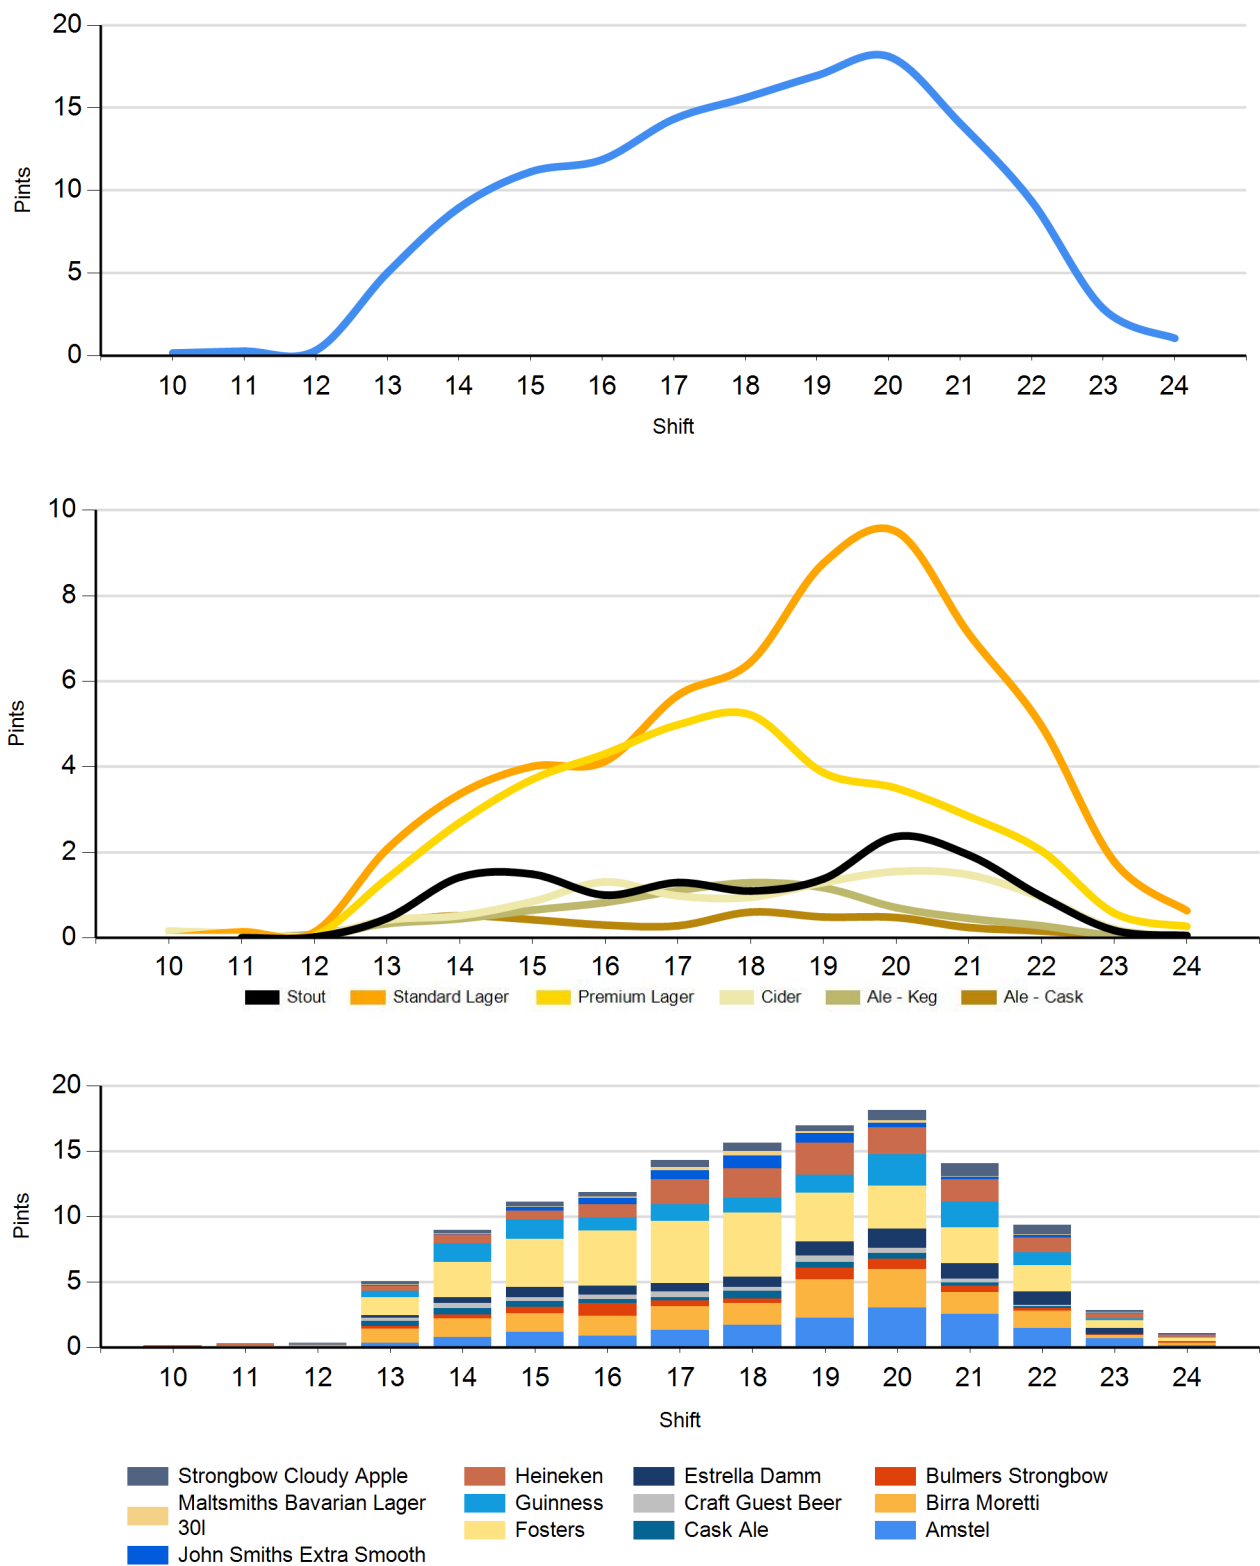 20
15
10
5
0
Pints
10 11 12 13 14 15 16 17 18 19 20 21 22 23 24
Shift
10
8
6
4
2
0
Pints
10 11 12 13 14 15 16 17 18 19 20 21 22 23 24
Stout Standard Lager Premium Lager Cider Ale - Keg Ale - Cask
20
15
10
5
0
Pints
10 11 12 13 14 15 16 17 18 19 20 21 22 23 24
Shift
Strongbow Cloudy Apple
Maltsmiths Bavarian Lager
30l
John Smiths Extra Smooth
Heineken
Guinness
Fosters
Estrella Damm
Craft Guest Beer
Cask Ale
Bulmers Strongbow
Birra Moretti
Amstel